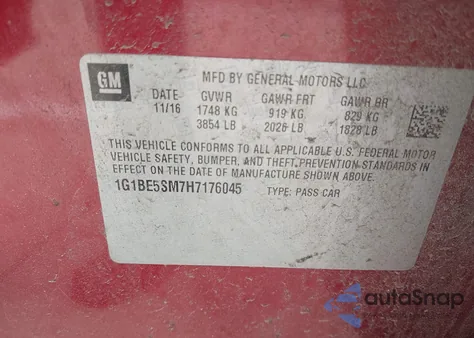 GM
MFD BY GENERAL MOTORS LLC
DATE GVWR GAWR FRT GAWR RR
11/16 1748 KG 919 KG 829 KG
3854 LB 2026 LB 1828 LB
THIS VEHICLE CONFORMS TO ALL APPLICABLE U.S. FEDERAL MOTOR
VEHICLE SAFETY, BUMPER, AND THEFT PREVENTION STANDARDS IN
EFFECT ON THE DATE OF MANUFACTURE SHOWN ABOVE.
1G1BE5SM7H7176045 TYPE: PASS CAR
autoSnap